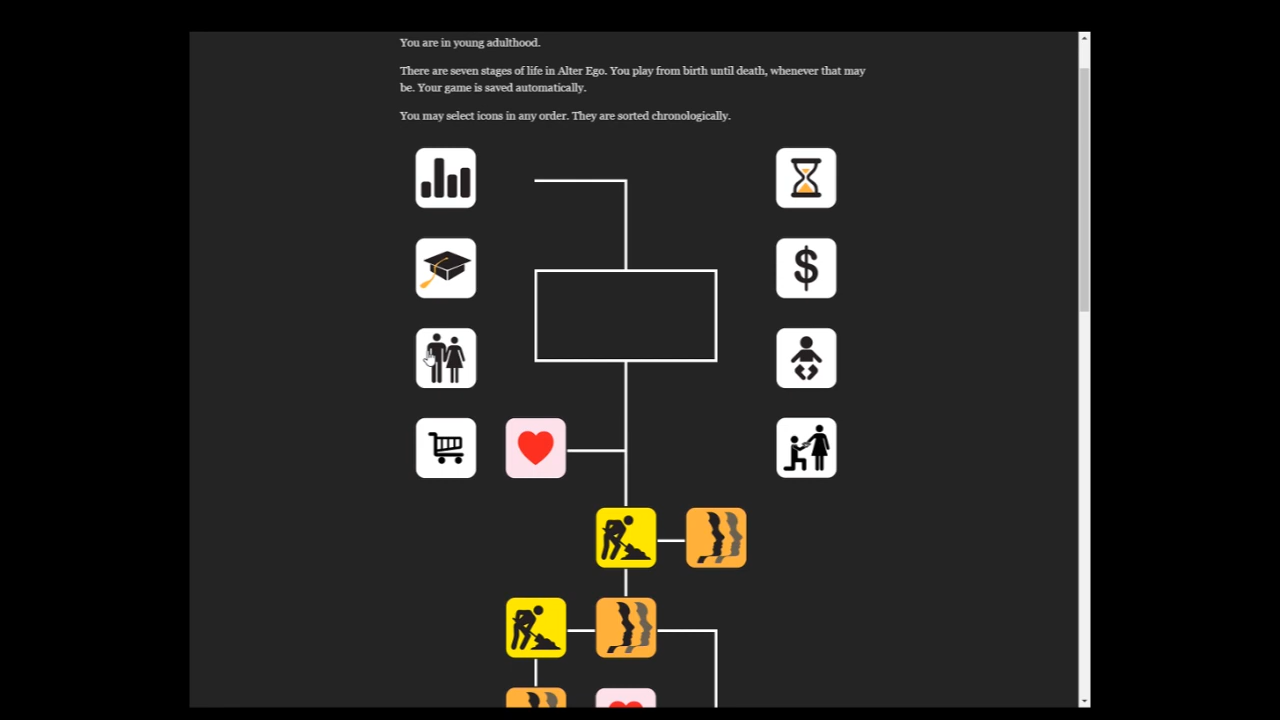 You are in young adulthood.
There are seven stages of life in Alter Ego. You play from birth until death, whenever that may
be. Your game is saved automatically.
You may select icons in any order. They are sorted chronologically.
$